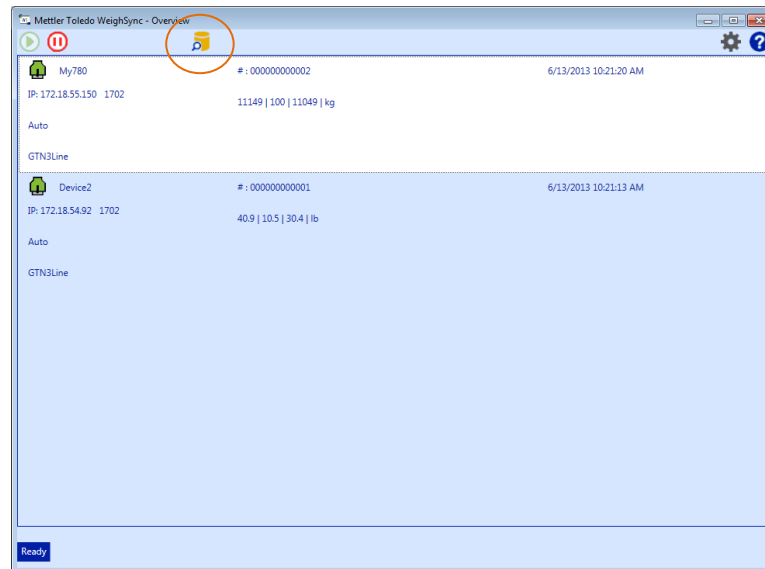 Mettler Toledo WeighSync - Overview
My780 # : 000000000002 6/13/2013 10:21:20 AM
IP: 172.18.55.150 1702
11149 | 100 | 11049 | kg
Auto
GTN3Line
Device2 # : 000000000001 6/13/2013 10:21:13 AM
IP: 172.18.54.92 1702
40.9 | 10.5 | 30.4 | lb
Auto
GTN3Line
Ready